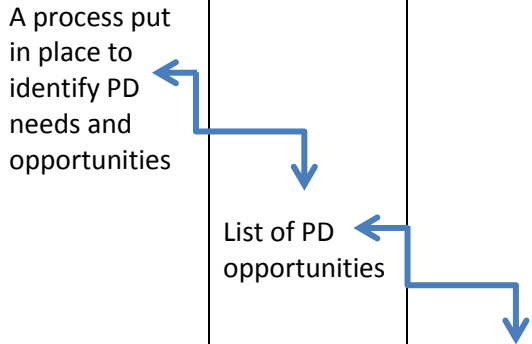 A process put
in place to
identify PD
needs and
opportunities
List of PD
opportunities